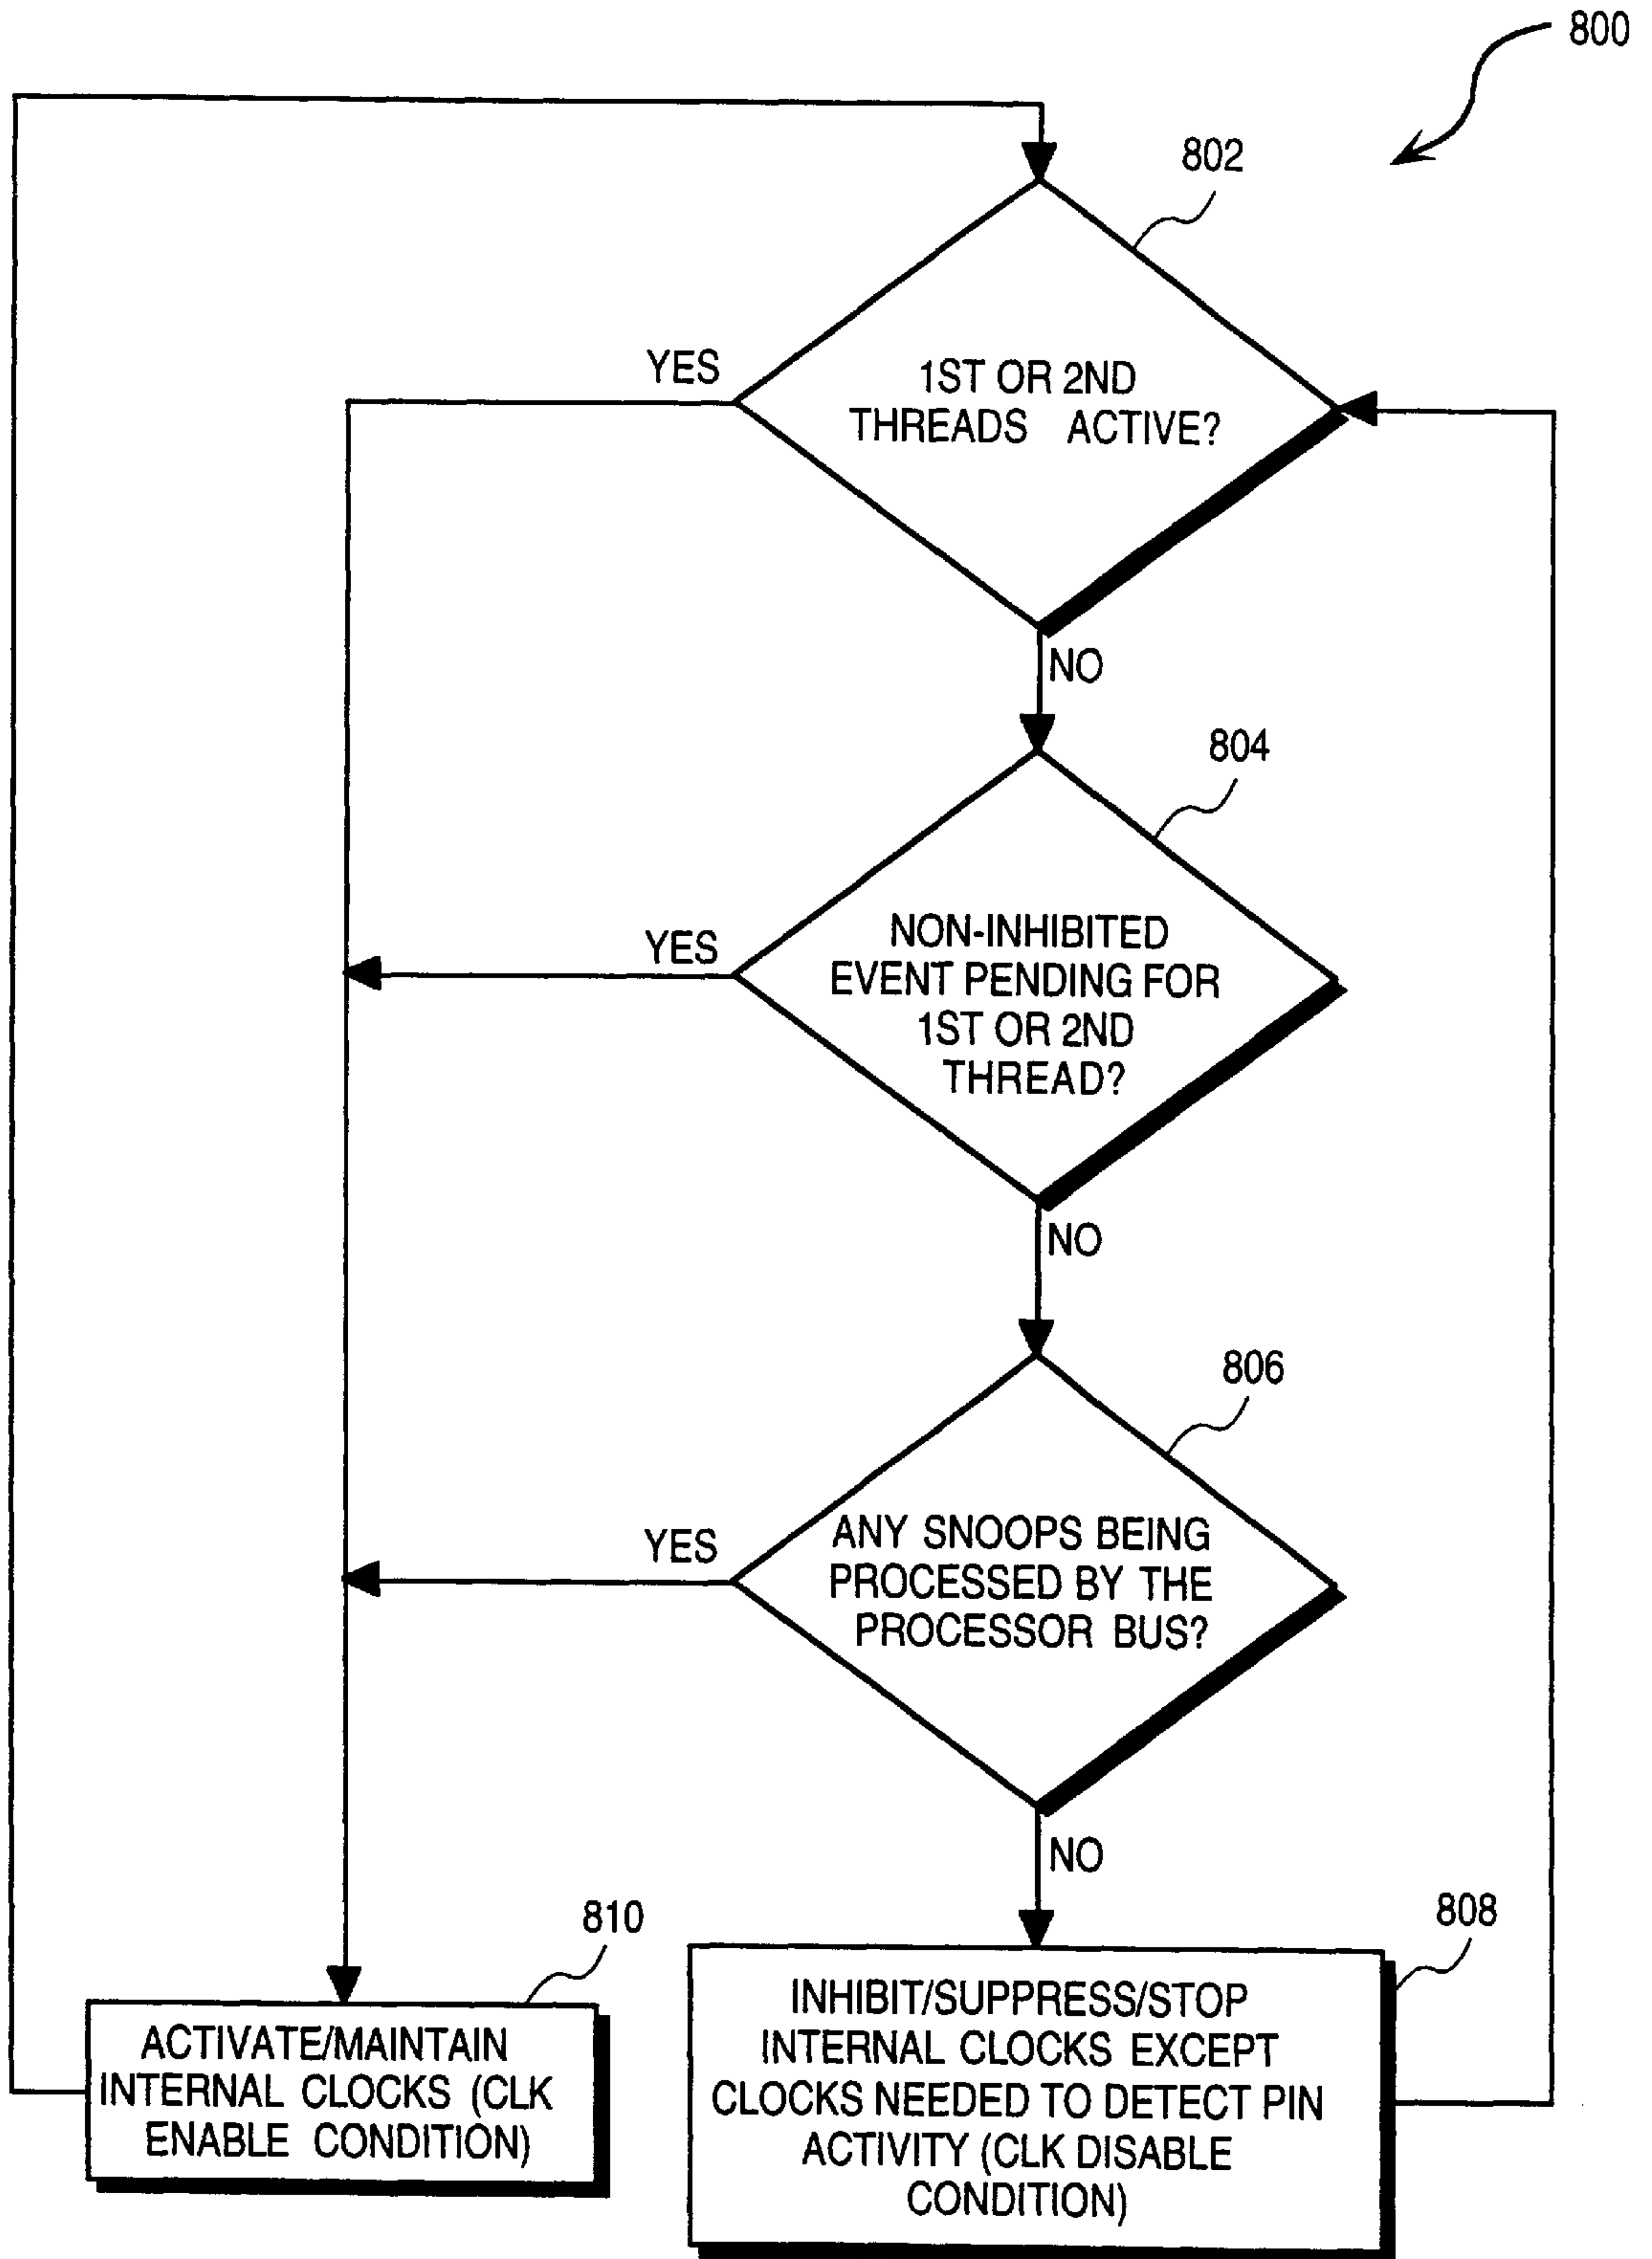 800
802
YES
1ST OR 2ND
THREADS ACTIVE?
NO
804
YES
NON-INHIBITED
EVENT PENDING FOR
1ST OR 2ND
THREAD?
NO
806
YES
ANY SNOOPS BEING
PROCESSED BY THE
PROCESSOR BUS?
NO
810
ACTIVATE/MAINTAIN
INTERNAL CLOCKS (CLK
ENABLE CONDITION)
808
INHIBIT/SUPPRESS/STOP
INTERNAL CLOCKS EXCEPT
CLOCKS NEEDED TO DETECT PIN
ACTIVITY (CLK DISABLE
CONDITION)